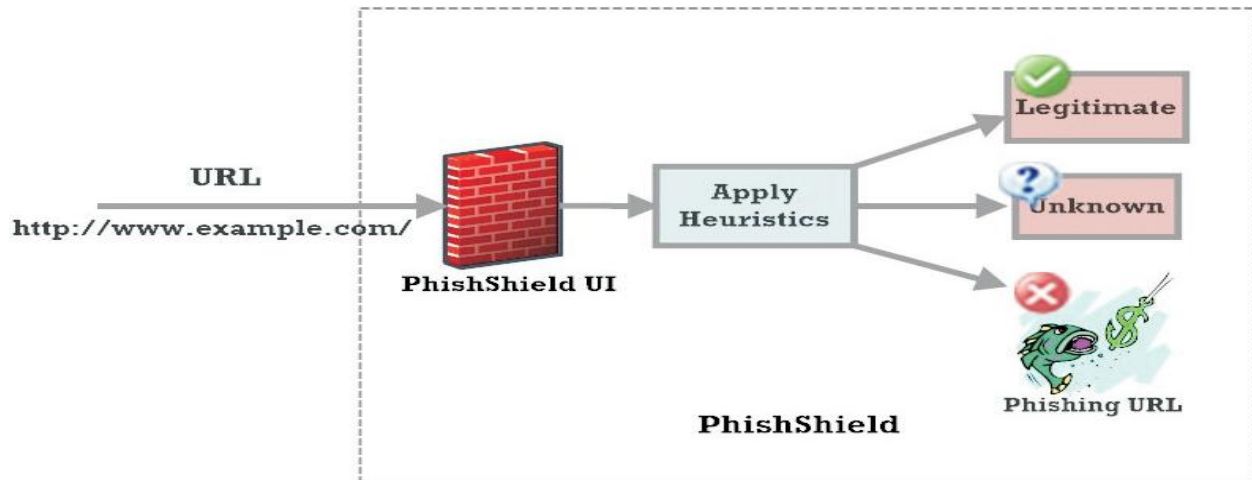 URL
http://www.example.com/
PhishShield UI
Apply
Heuristics
Legitimate
Unknown
Phishing URL
PhishShield